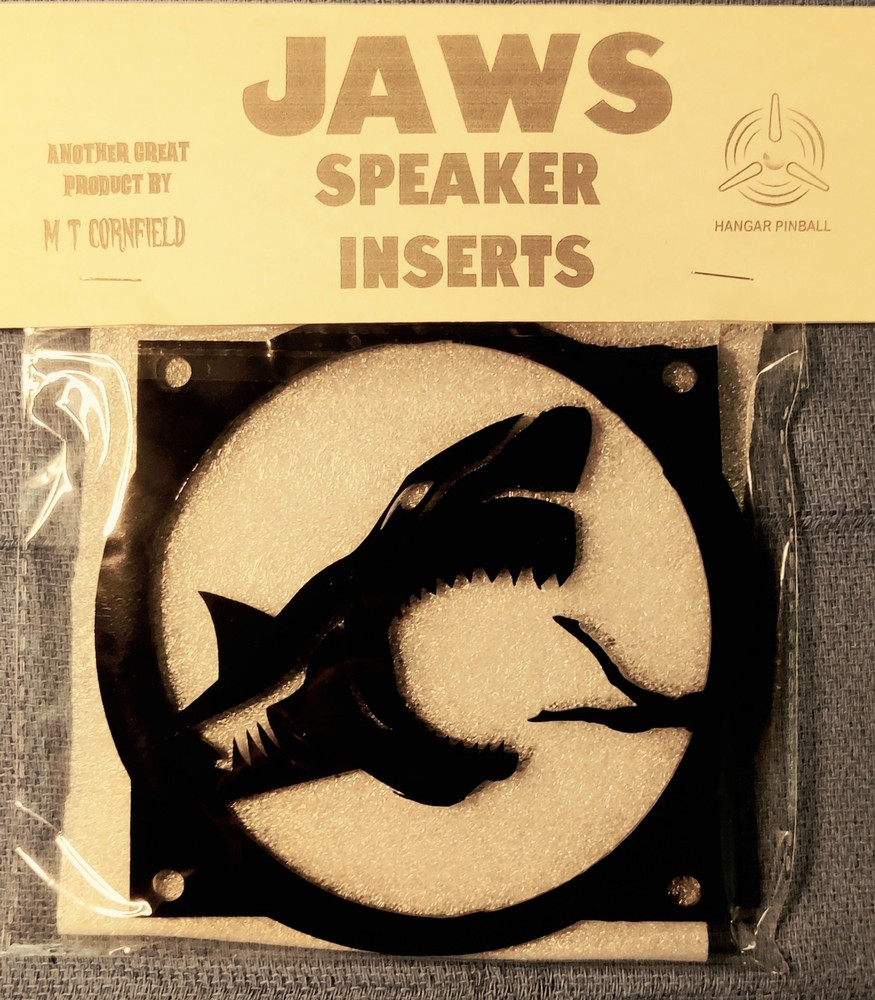 JAWS
SPEAKER
INSERTS
ANOTHER GREAT
PRODUCT BY
M T CORNFIELD
HANGAR PINBALL